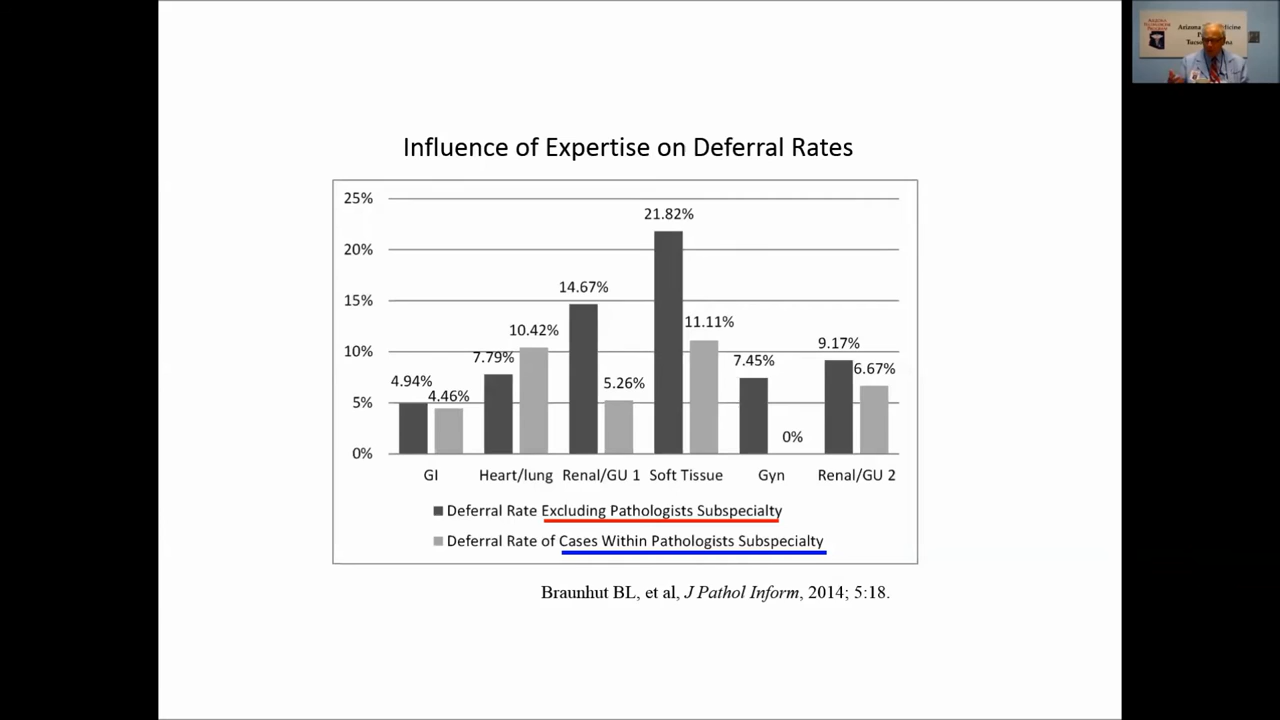 Influence of Expertise on Deferral Rates
25%
20%
15%
10%
5%
0%
4.94%
4.46%
7.79%
10.42%
14.67%
5.26%
21.82%
11.11%
7.45%
0%
9.17%
6.67%
GI
Heart/lung
Renal/GU 1
Soft Tissue
Gyn
Renal/GU 2
Deferral Rate Excluding Pathologists Subspecialty
Deferral Rate of Cases Within Pathologists Subspecialty
Braunhut BL, et al, J Pathol Inform, 2014; 5:18.
Arizona